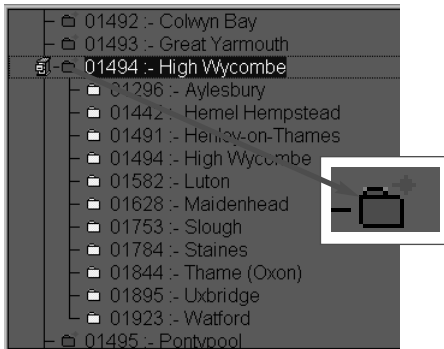 01492 :- Colwyn Bay
01493 :- Great Yarmouth
01494 :- High Wycombe
01296 :- Aylesbury
01442 :- Hemel Hempstead
01491 :- Henley-on-Thames
01494 :- High Wycombe
01582 :- Luton
01628 :- Maidenhead
01753 :- Slough
01784 :- Staines
01844 :- Thame (Oxon)
01895 :- Uxbridge
01923 :- Watford
01495 :- Pontypool